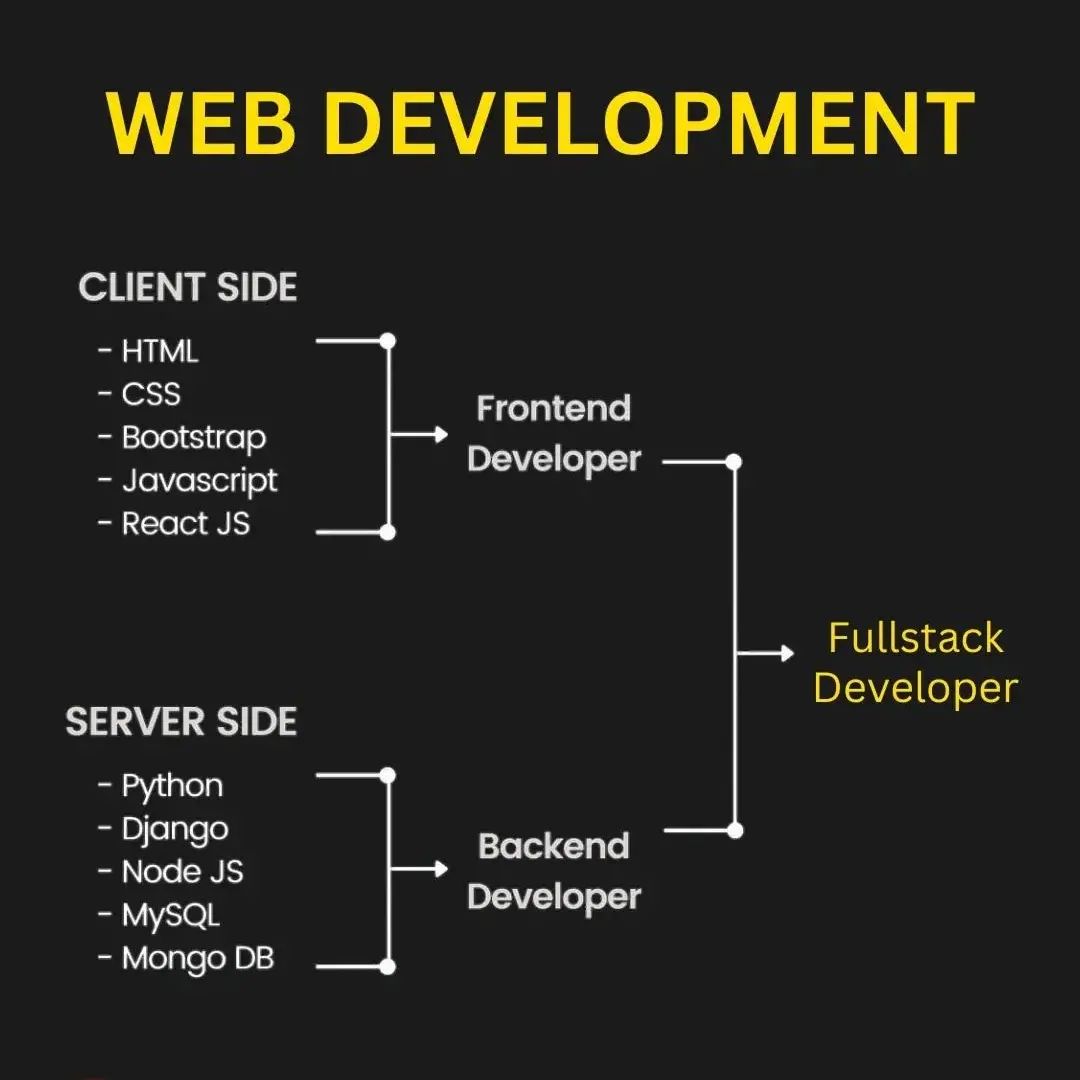 WEB DEVELOPMENT
CLIENT SIDE
- HTML
- CSS
- Bootstrap
- Javascript
- React JS
Frontend
Developer
SERVER SIDE
- Python
- Django
- Node JS
- MySQL
- Mongo DB
Backend
Developer
Fullstack
Developer